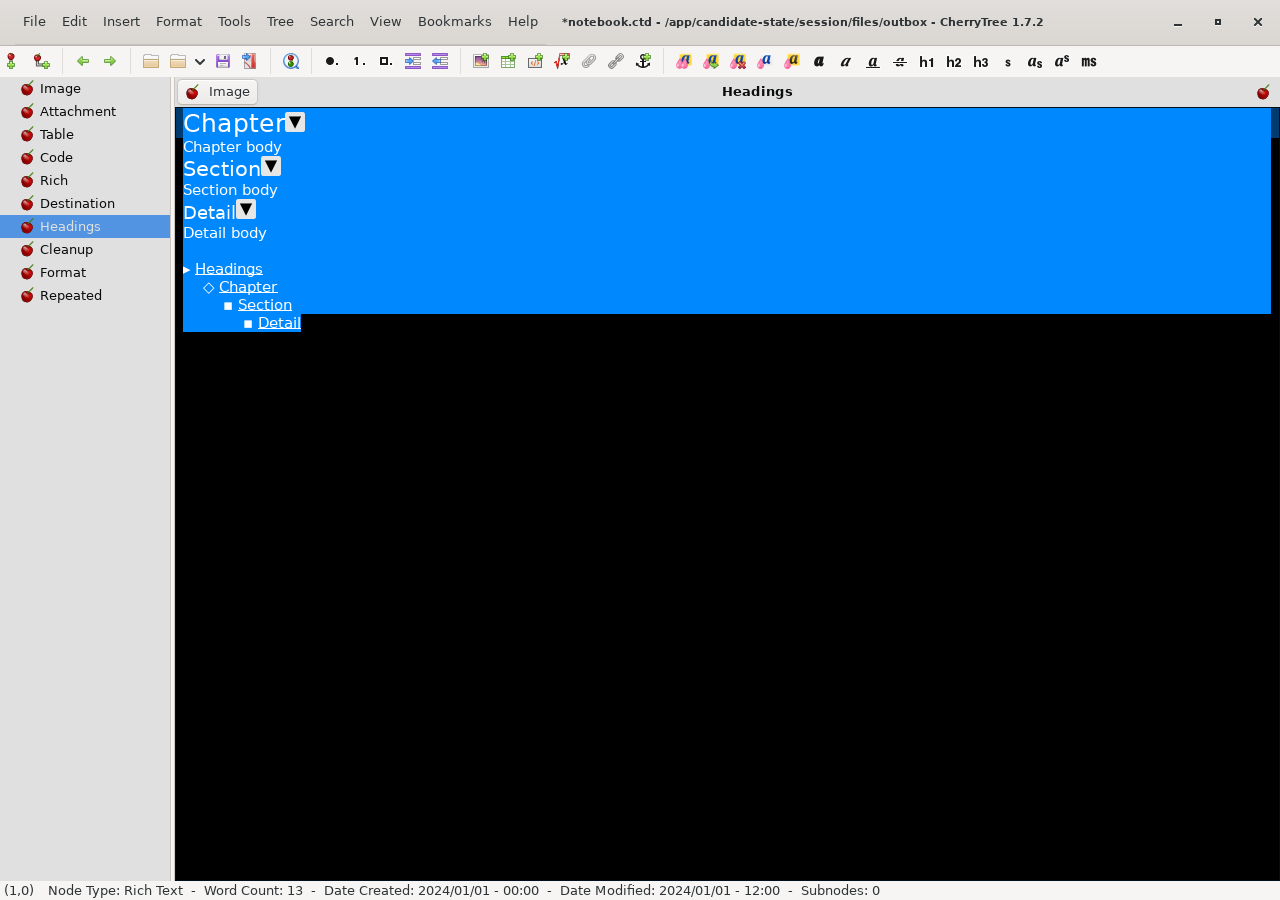 File Edit Insert Format Tools Tree Search View Bookmarks Help *notebook.ctd - /app/candidate-state/session/files/outbox - CherryTree 1.7.2
1. a a a a a a a a a h1 h2 h3 s as as ms
Image
Attachment
Table
Code
Rich
Destination
Headings
Cleanup
Format
Repeated
Image Headings
Chapter
Chapter body
Section
Section body
Detail
Detail body
▸ Headings
◇ Chapter
▪ Section
▪ Detail
(1,0) Node Type: Rich Text - Word Count: 13 - Date Created: 2024/01/01 - 00:00 - Date Modified: 2024/01/01 - 12:00 - Subnodes: 0